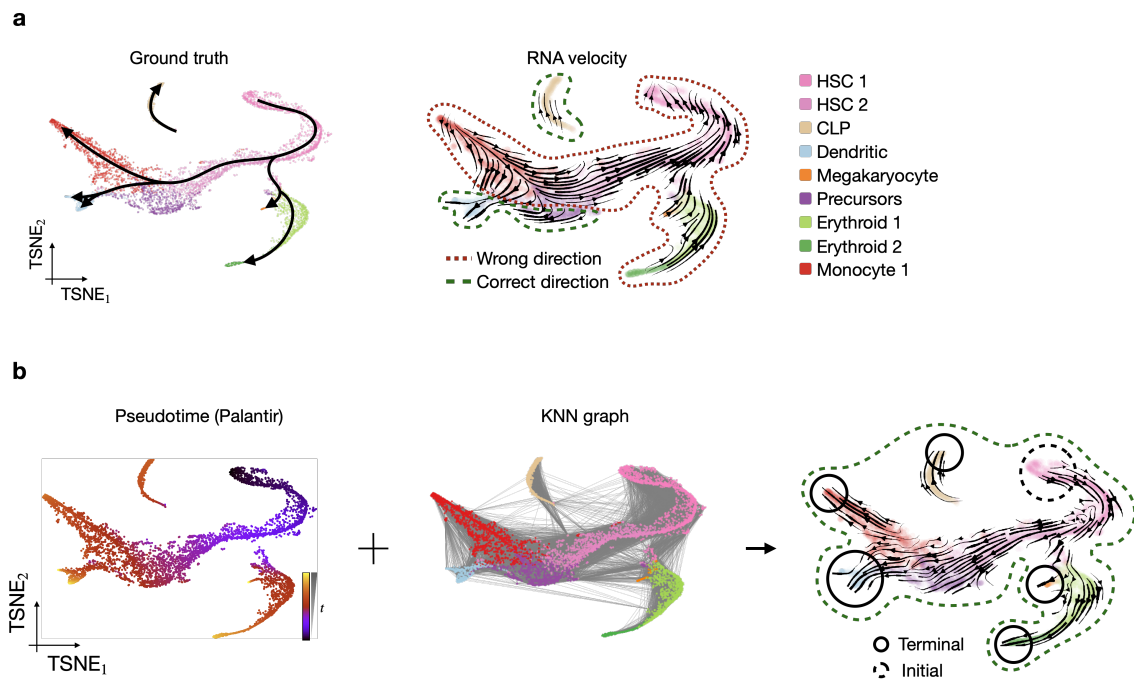 a
Ground truth
RNA velocity
HSC 1
HSC 2
CLP
Dendritic
Megakaryocyte
Precursors
Erythroid 1
Erythroid 2
Monocyte 1
TSNE2
TSNE1
Wrong direction
Correct direction
b
Pseudotime (Palantir)
KNN graph
t
TSNE2
TSNE1
Terminal
Initial